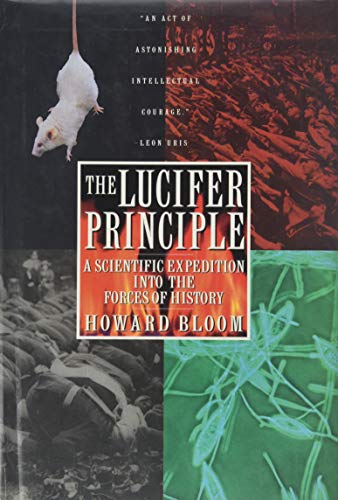 "AN ACT OF
ASTONISHING
INTELLECTUAL
COURAGE."
-LEON URIS
THE
LUCIFER
PRINCIPLE
A SCIENTIFIC EXPEDITION
INTO THE
FORCES OF HISTORY
HOWARD BLOOM